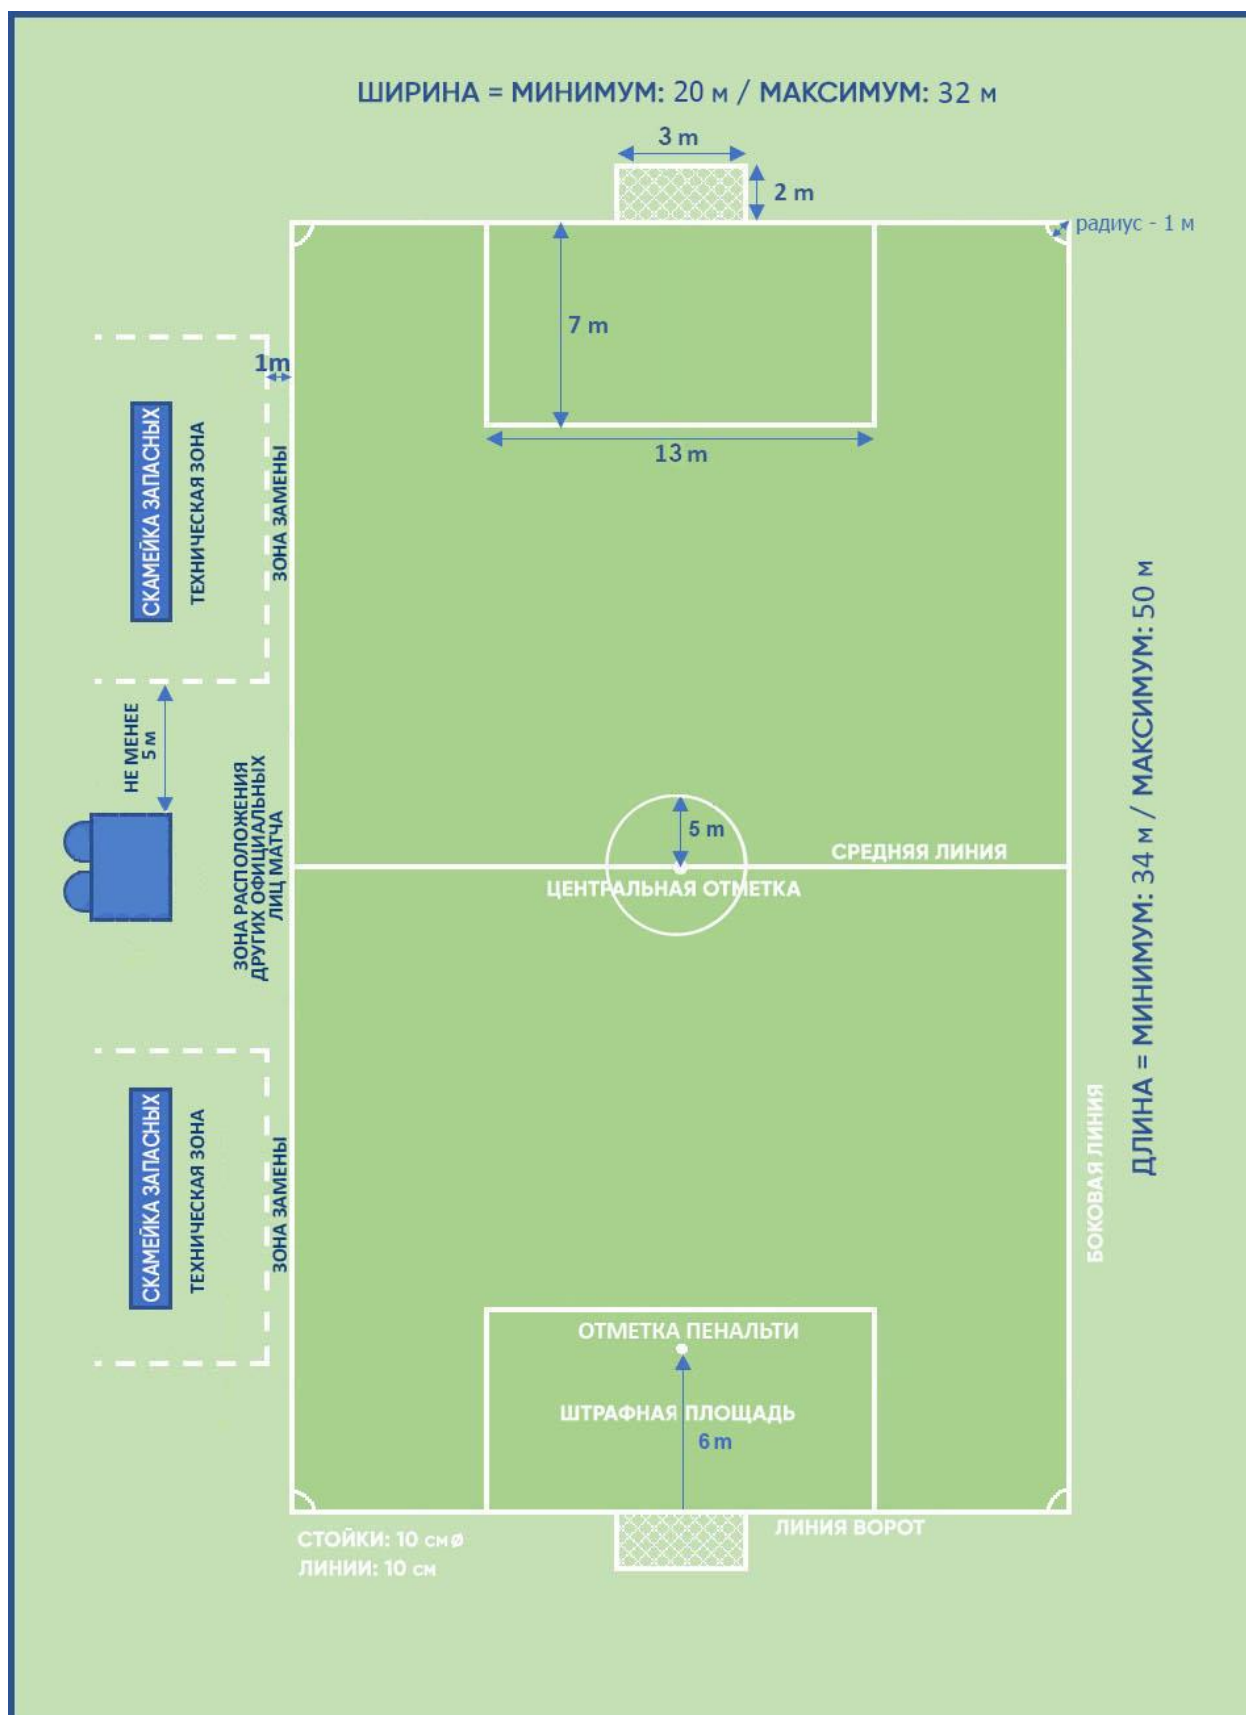 ШИРИНА = МИНИМУМ: 20 м / МАКСИМУМ: 32 м
3 m
2 m
радиус - 1 м
7 m
1m
13 m
СКАМЕЙКА ЗАПАСНЫХ
ТЕХНИЧЕСКАЯ ЗОНА
ЗОНА ЗАМЕНЫ
НЕ МЕНЕЕ
5 м
ЗОНА РАСПОЛОЖЕНИЯ
ДРУГИХ ОФИЦИАЛЬНЫХ
ЛИЦ МАТЧА
5 m
СРЕДНЯЯ ЛИНИЯ
ЦЕНТРАЛЬНАЯ ОТМЕТКА
ДЛИНА = МИНИМУМ: 34 м / МАКСИМУМ: 50 м
СКАМЕЙКА ЗАПАСНЫХ
ТЕХНИЧЕСКАЯ ЗОНА
ЗОНА ЗАМЕНЫ
БОКОВАЯ ЛИНИЯ
ОТМЕТКА ПЕНАЛЬТИ
ШТРАФНАЯ ПЛОЩАДЬ
6 m
ЛИНИЯ ВОРОТ
СТОЙКИ: 10 смø
ЛИНИИ: 10 см